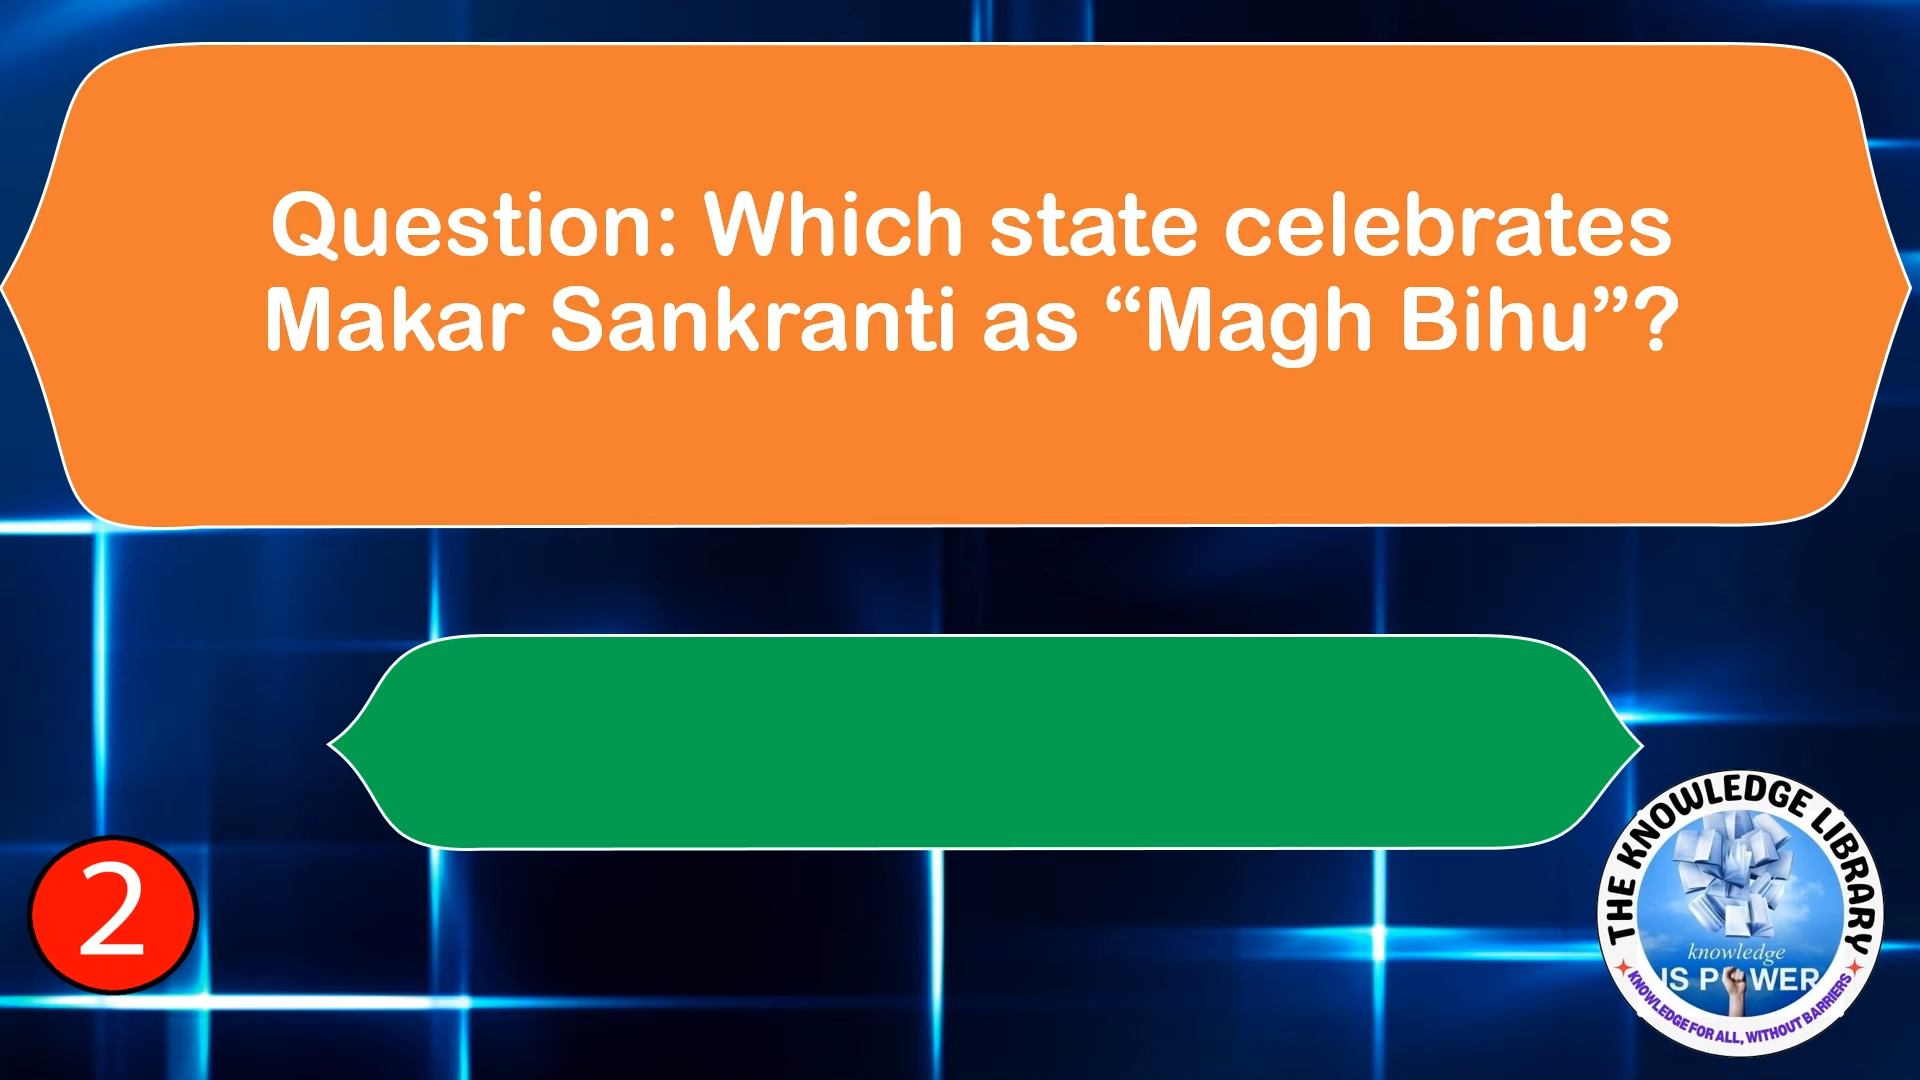 Question: Which state celebrates
Makar Sankranti as “Magh Bihu”?
2
THE KNOWLEDGE LIBRARY
knowledge
IS POWER
KNOWLEDGE FOR ALL, WITHOUT BARRIERS